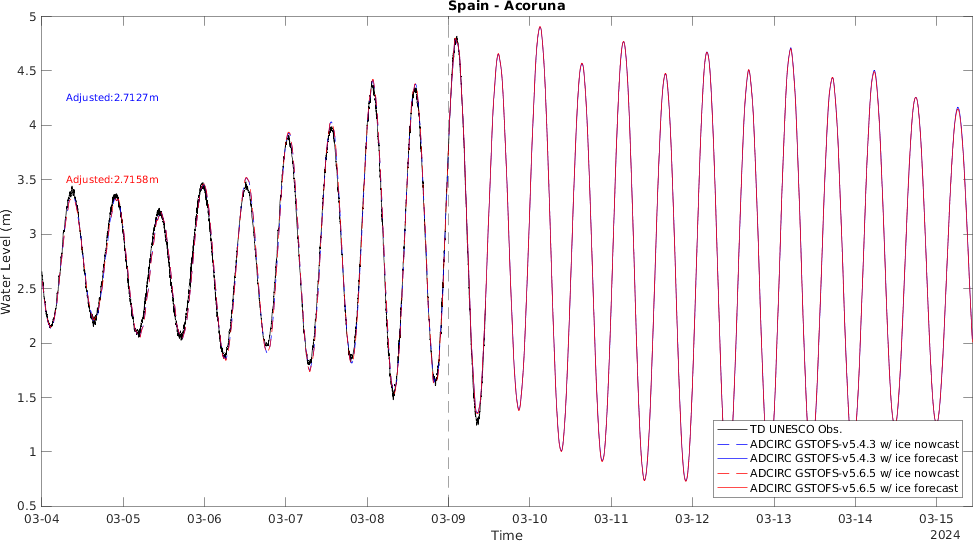 Spain - Acoruna
5
4.5
4
3.5
3
2.5
2
1.5
1
0.5
Water Level (m)
Adjusted:2.7127m
Adjusted:2.7158m
TD UNESCO Obs.
ADCIRC GSTOFS-v5.4.3 w/ ice nowcast
ADCIRC GSTOFS-v5.4.3 w/ ice forecast
ADCIRC GSTOFS-v5.6.5 w/ ice nowcast
ADCIRC GSTOFS-v5.6.5 w/ ice forecast
03-04 03-05 03-06 03-07 03-08 03-09 03-10 03-11 03-12 03-13 03-14 03-15
Time
2024